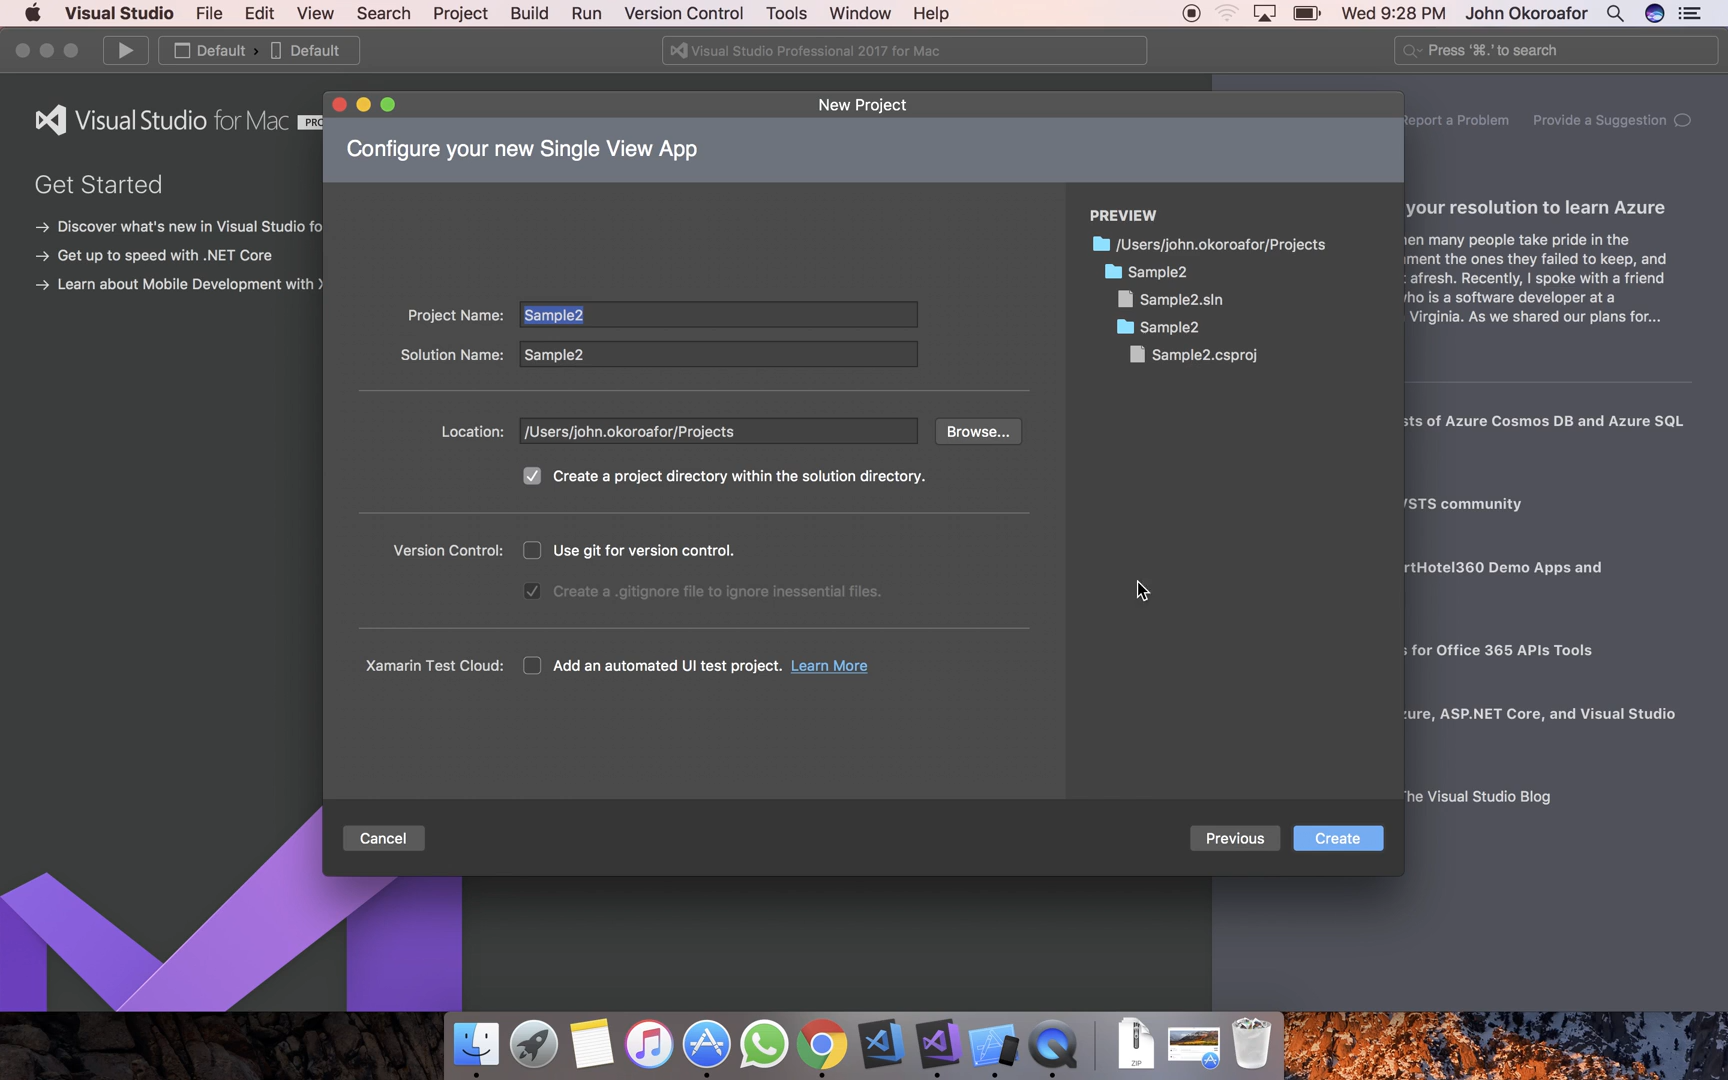 Visual Studio File Edit View Search Project Build Run Version Control Tools Window Help Wed 9:28 PM John Okoroafor
Default › Default Visual Studio Professional 2017 for Mac Press '⌘.' to search
Visual Studio for Mac
Report a Problem Provide a Suggestion
New Project
Configure your new Single View App
Get Started
→ Discover what's new in Visual Studio fo
→ Get up to speed with .NET Core
→ Learn about Mobile Development with
Project Name: Sample2
Solution Name: Sample2
Location: /Users/john.okoroafor/Projects Browse...
Create a project directory within the solution directory.
Version Control: Use git for version control.
Create a .gitignore file to ignore inessential files.
Xamarin Test Cloud: Add an automated UI test project. Learn More
PREVIEW
/Users/john.okoroafor/Projects
Sample2
Sample2.sln
Sample2
Sample2.csproj
Cancel Previous Create
your resolution to learn Azure
many people take pride in the
the ones they failed to keep, and
afresh. Recently, I spoke with a friend
who is a software developer at a
Virginia. As we shared our plans for...
of Azure Cosmos DB and Azure SQL
VSTS community
Demo Apps and
for Office 365 APIs Tools
ASP.NET Core, and Visual Studio
The Visual Studio Blog
ZIP